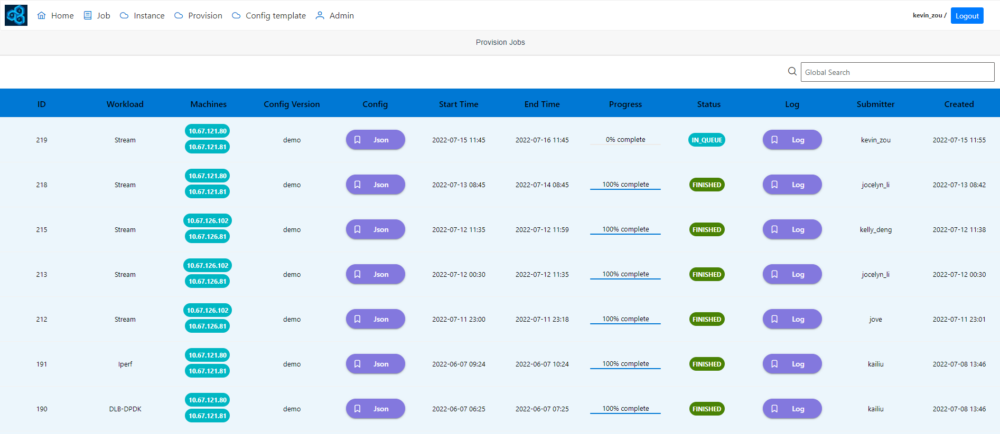 Home Job Instance Provision Config template Admin kevin_zou / Logout
Provision Jobs
Global Search
ID Workload Machines Config Version Config Start Time End Time Progress Status Log Submitter Created
219 Stream 10.67.121.80 10.67.121.81 demo Json 2022-07-15 11:45 2022-07-16 11:45 0% complete IN_QUEUE Log kevin_zou 2022-07-15 11:55
218 Stream 10.67.121.80 10.67.121.81 demo Json 2022-07-13 08:45 2022-07-14 08:45 100% complete FINISHED Log jocelyn_li 2022-07-13 08:42
215 Stream 10.67.126.102 10.67.126.81 demo Json 2022-07-12 11:35 2022-07-12 11:59 100% complete FINISHED Log kelly_deng 2022-07-12 11:38
213 Stream 10.67.126.102 10.67.126.81 demo Json 2022-07-12 00:30 2022-07-12 11:35 100% complete FINISHED Log jocelyn_li 2022-07-12 00:30
212 Stream 10.67.126.102 10.67.126.81 demo Json 2022-07-11 23:00 2022-07-11 23:18 100% complete FINISHED Log jove 2022-07-11 23:01
191 Iperf 10.67.121.80 10.67.121.81 demo Json 2022-06-07 09:24 2022-06-07 10:24 100% complete FINISHED Log kailiu 2022-07-08 13:46
190 DLB-DPDK 10.67.121.80 10.67.121.81 demo Json 2022-06-07 06:25 2022-06-07 07:25 100% complete FINISHED Log kailiu 2022-07-08 13:46